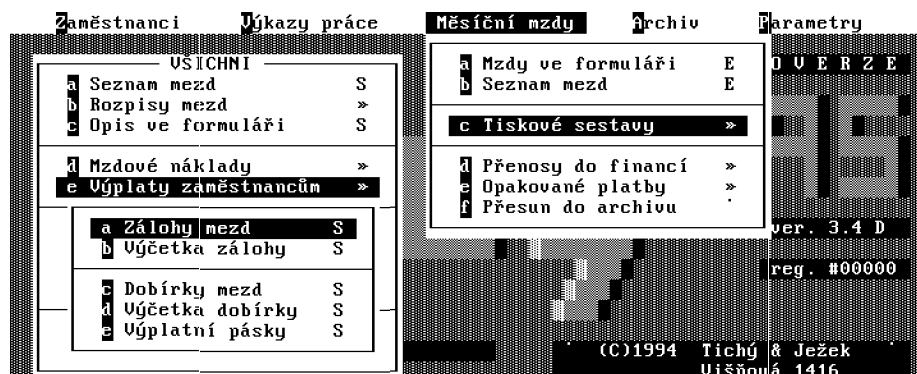 Zaměstnanci Výkazy práce Měsíční mzdy Archiv Parametry
VŠICHNI
a Seznam mezd S
b Rozpisy mezd »
c Opis ve formuláři S
d Mzdové náklady »
e Výplaty zaměstnancům »
a Zálohy mezd S
b Výčetka zálohy S
c Dobírky mezd S
d Výčetka dobírky S
e Výplatní pásky S
a Mzdy ve formuláři E
b Seznam mezd E
c Tiskové sestavy »
d Přenosy do financí »
e Opakované platby »
f Přesun do archivu
O V E R Z E
ver. 3.4 D
reg. #00000
(C)1994 Tichý & Ježek
Višňová 1416